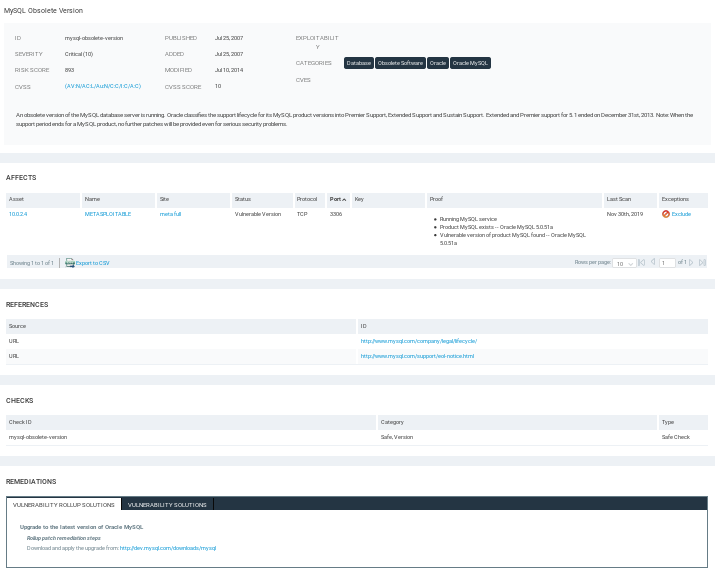 MySQL Obsolete Version
ID mysql-obsolete-version PUBLISHED Jul 25, 2007 EXPLOITABILIT
Y
SEVERITY Critical (10) ADDED Jul 25, 2007
RISK SCORE 893 MODIFIED Jul 10, 2014 CATEGORIES Database Obsolete Software Oracle Oracle MySQL
CVSS (AV:N/AC:L/Au:N/C:C/I:C/A:C) CVSS SCORE 10 CVES
An obsolete version of the MySQL database server is running. Oracle classifies the support lifecycle for its MySQL product versions into Premier Support, Extended Support and Sustain Support. Extended and Premier support for 5.1 ended on December 31st, 2013. Note: When the
support period ends for a MySQL product, no further patches will be provided even for serious security problems.
AFFECTS
Asset Name Site Status Protocol Port Key Proof Last Scan Exceptions
10.0.2.4 METASPLOITABLE meta full Vulnerable Version TCP 3306 Nov 30th, 2019 Exclude
• Running MySQL service
• Product MySQL exists -- Oracle MySQL 5.0.51a
• Vulnerable version of product MySQL found -- Oracle MySQL
5.0.51a
Showing 1 to 1 of 1 Export to CSV Rows per page: 10 1 of 1
REFERENCES
Source ID
URL http://www.mysql.com/company/legal/lifecycle/
URL http://www.mysql.com/support/eol-notice.html
CHECKS
Check ID Category Type
mysql-obsolete-version Safe, Version Safe Check
REMEDIATIONS
VULNERABILITY ROLLUP SOLUTIONS VULNERABILITY SOLUTIONS
Upgrade to the latest version of Oracle MySQL
Rollup patch remediation steps
Download and apply the upgrade from: http://dev.mysql.com/downloads/mysql